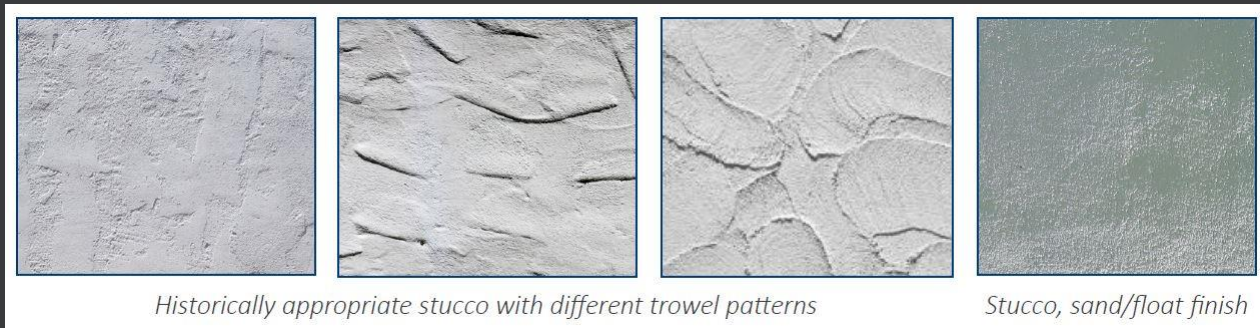 Historically appropriate stucco with different trowel patterns
Stucco, sand/float finish